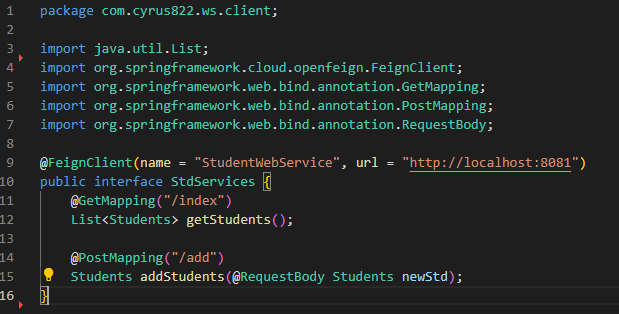 1 package com.cyrus822.ws.client;
2
3 import java.util.List;
4 import org.springframework.cloud.openfeign.FeignClient;
5 import org.springframework.web.bind.annotation.GetMapping;
6 import org.springframework.web.bind.annotation.PostMapping;
7 import org.springframework.web.bind.annotation.RequestBody;
8
9 @FeignClient(name = "StudentWebService", url = "http://localhost:8081")
10 public interface StdServices {
11     @GetMapping("/index")
12     List<Students> getStudents();
13
14     @PostMapping("/add")
15     Students addStudents(@RequestBody Students newStd);
16 }